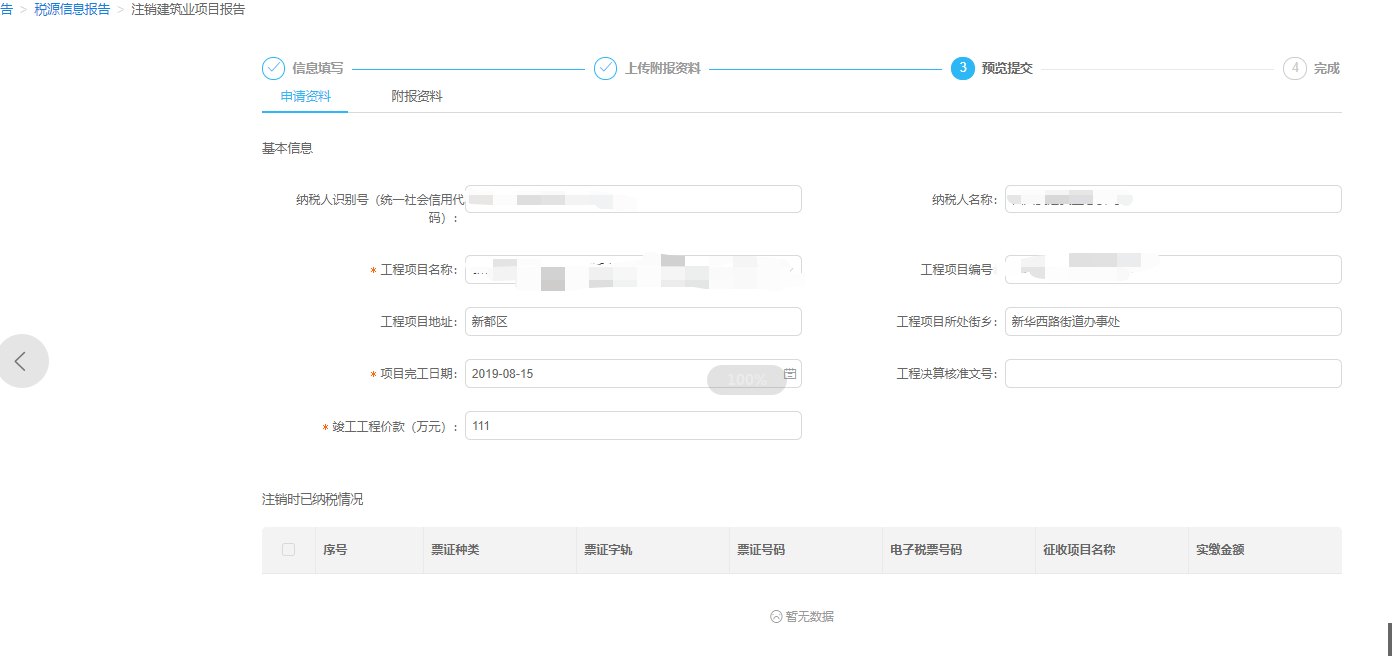 告 > 税源信息报告 > 注销建筑业项目报告
信息填写 上传附报资料 3 预览提交 4 完成
申请资料 附报资料
基本信息
纳税人识别号（统一社会信用代码）： 纳税人名称：
* 工程项目名称： 工程项目编号
工程项目地址： 新都区 工程项目所处街乡： 新华西路街道办事处
* 项目完工日期： 2019-08-15 100% 工程决算核准文号：
* 竣工工程价款（万元）： 111
注销时已纳税情况
序号 票证种类 票证字轨 票证号码 电子税票号码 征收项目名称 实缴金额
暂无数据